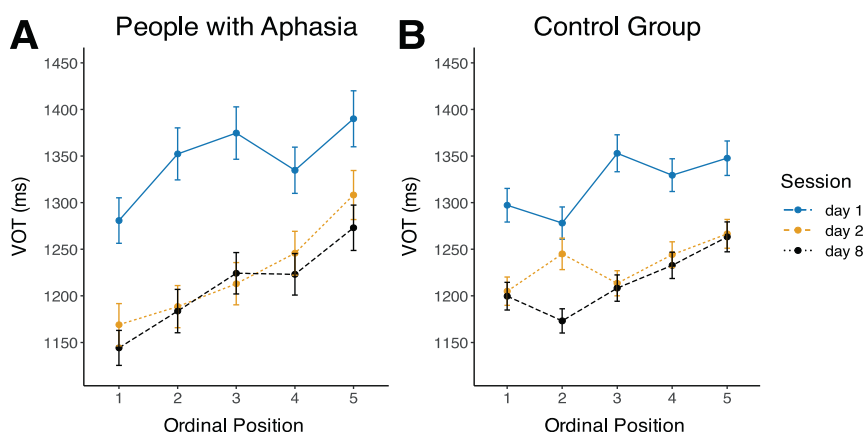 A People with Aphasia
B Control Group
VOT (ms)
1450
1400
1350
1300
1250
1200
1150
1 2 3 4 5
Ordinal Position
VOT (ms)
1450
1400
1350
1300
1250
1200
1150
1 2 3 4 5
Ordinal Position
Session
day 1
day 2
day 8